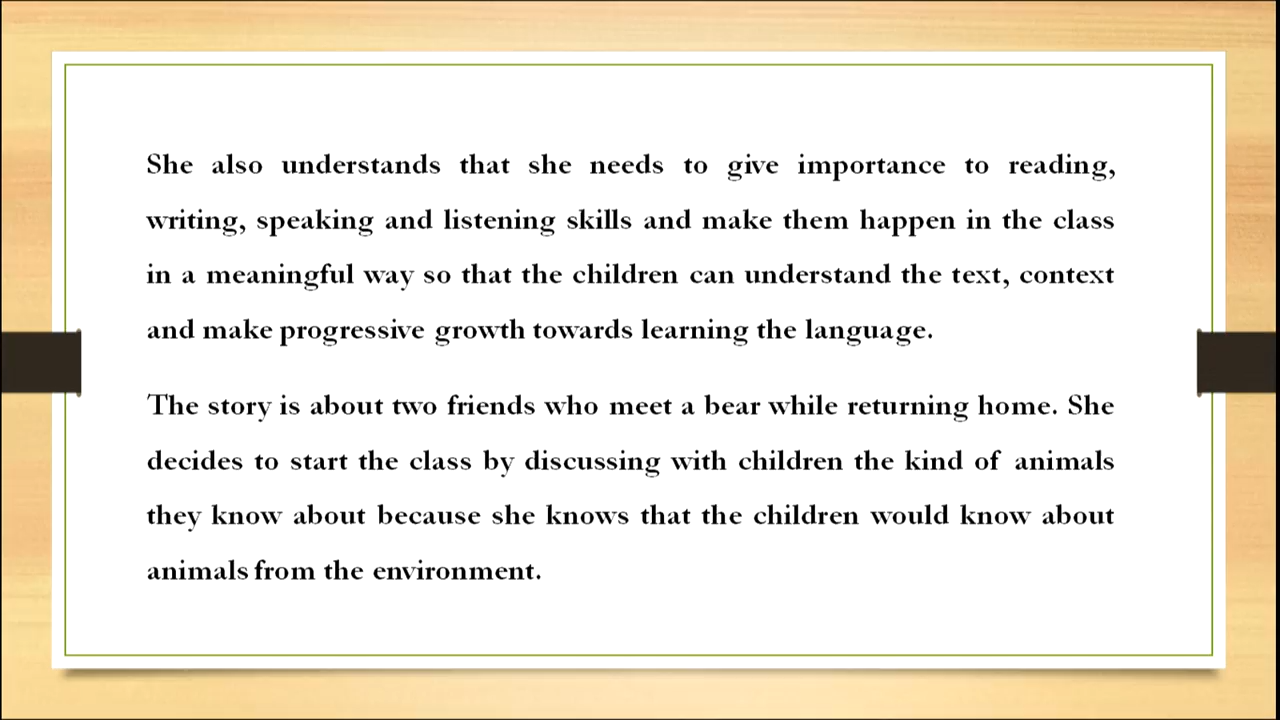 She also understands that she needs to give importance to reading,
writing, speaking and listening skills and make them happen in the class
in a meaningful way so that the children can understand the text, context
and make progressive growth towards learning the language.
The story is about two friends who meet a bear while returning home. She
decides to start the class by discussing with children the kind of animals
they know about because she knows that the children would know about
animals from the environment.